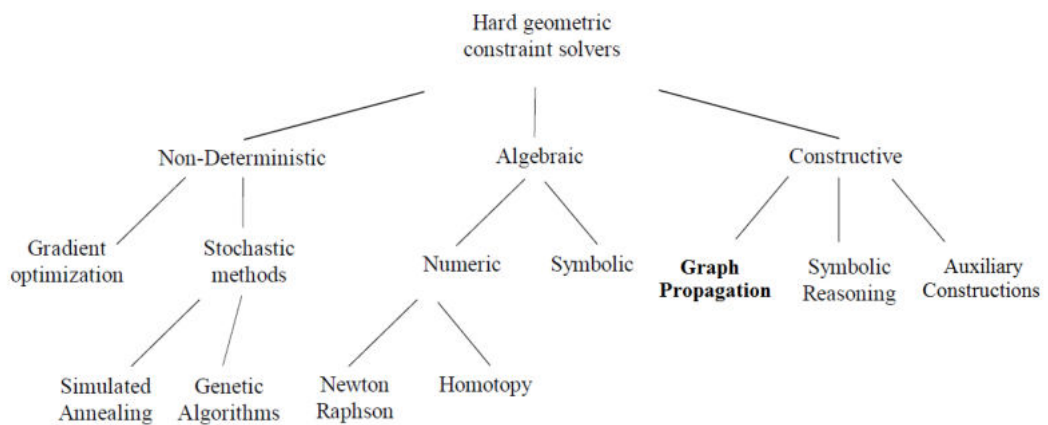 Hard geometric
constraint solvers
Non-Deterministic
Algebraic
Constructive
Gradient
optimization
Stochastic
methods
Numeric
Symbolic
Graph
Propagation
Symbolic
Reasoning
Auxiliary
Constructions
Simulated
Annealing
Genetic
Algorithms
Newton
Raphson
Homotopy